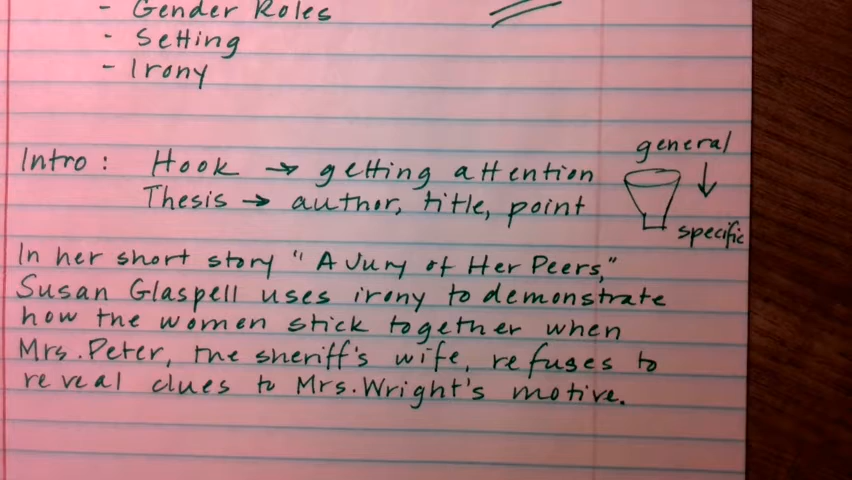 - Gender Roles
- Setting
- Irony
Intro: Hook → getting attention
Thesis → author, title, point
general
specific
In her short story "A Jury of Her Peers,"
Susan Glaspell uses irony to demonstrate
how the women stick together when
Mrs. Peter, the sheriff's wife, refuses to
reveal clues to Mrs. Wright's motive.